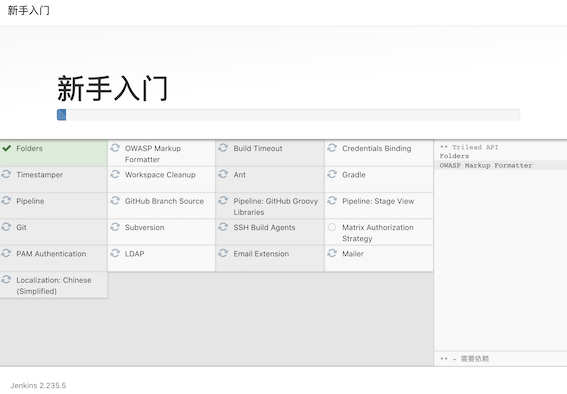 新手入门
新手入门
Folders
OWASP Markup
Formatter
Build Timeout
Credentials Binding
Timestamper
Workspace Cleanup
Ant
Gradle
Pipeline
GitHub Branch Source
Pipeline: GitHub Groovy
Libraries
Pipeline: Stage View
Git
Subversion
SSH Build Agents
Matrix Authorization
Strategy
PAM Authentication
LDAP
Email Extension
Mailer
Localization: Chinese
(Simplified)
** Trilead API
Folders
OWASP Markup Formatter
** - 需要依赖
Jenkins 2.235.5